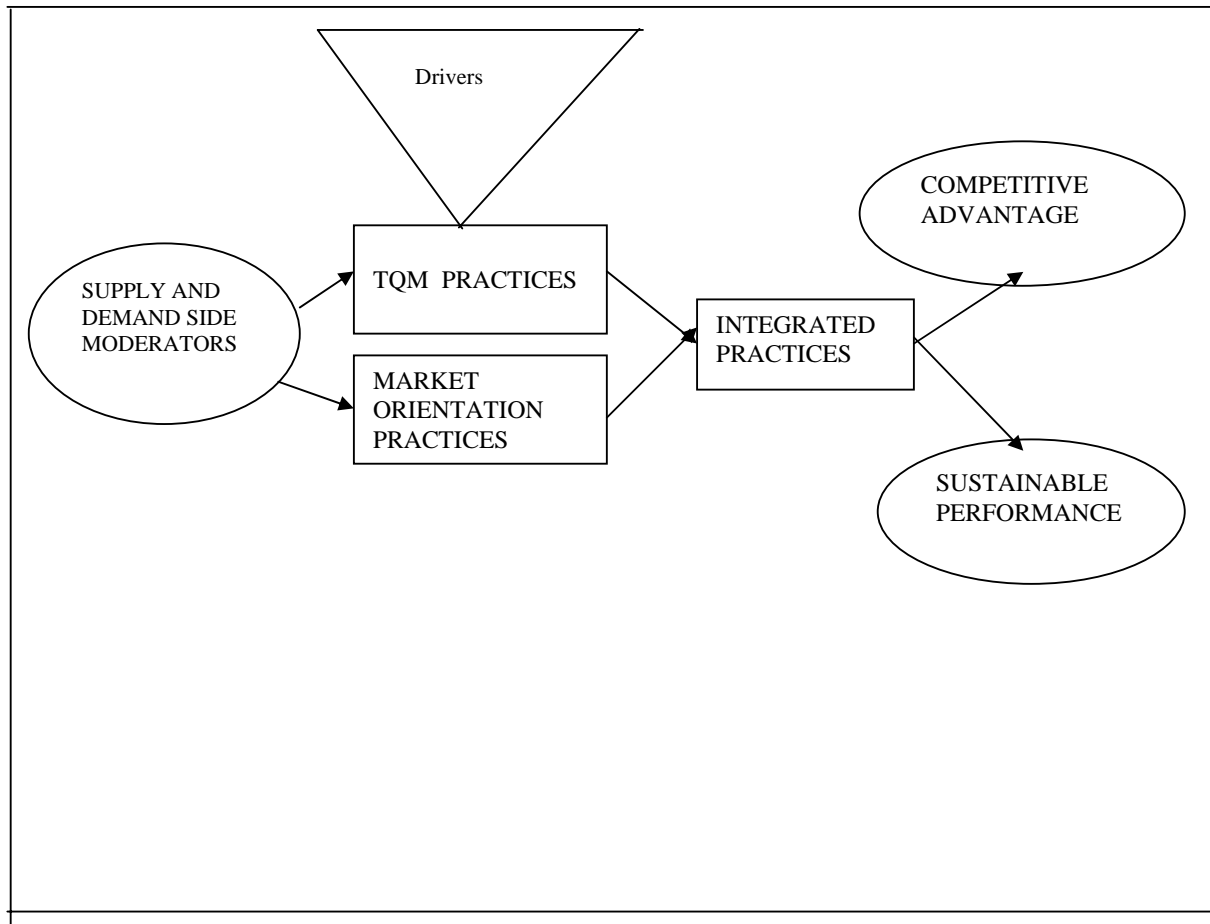 Drivers
SUPPLY AND
DEMAND SIDE
MODERATORS
TQM  PRACTICES
MARKET
ORIENTATION
PRACTICES
INTEGRATED
PRACTICES
COMPETITIVE
ADVANTAGE
SUSTAINABLE
PERFORMANCE